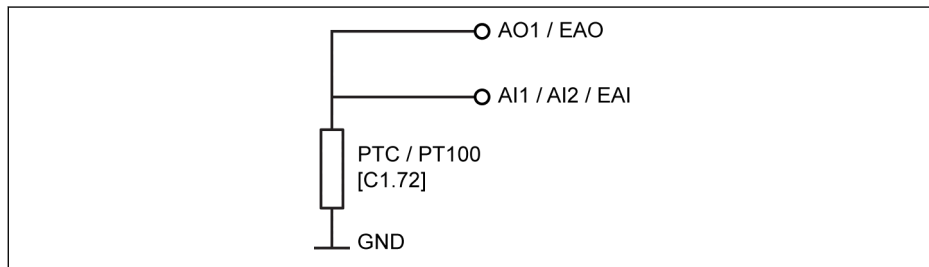 AO1 / EAO
AI1 / AI2 / EAI
PTC / PT100
[C1.72]
GND